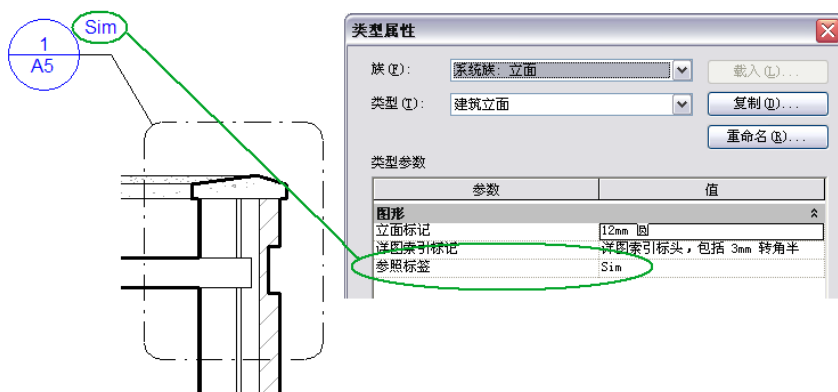 Sim
1
A5
类型属性
族(F): 系统族: 立面 载入(L)...
类型(T): 建筑立面 复制(D)...
重命名(R)...
类型参数
参数 值
图形
立面标记 12mm 圆
详图索引标记 详图索引标头，包括 3mm 转角半
参照标签 Sim